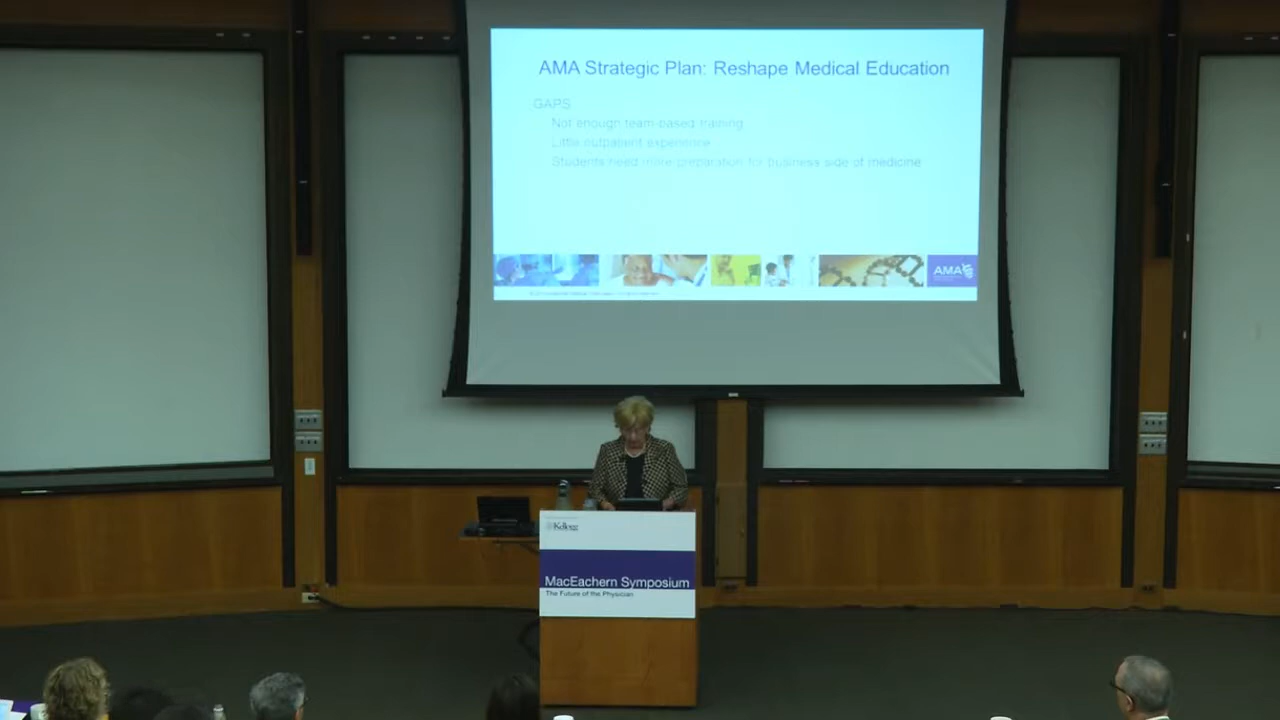 AMA Strategic Plan: Reshape Medical Education
GAPS
Not enough team-based training
Little outpatient experience
Students need more preparation for business side of medicine
AMA
Kellogg
MacEachern Symposium
The Future of the Physician